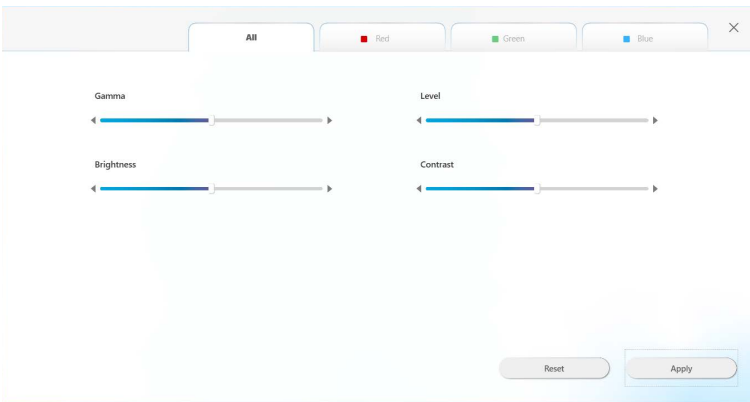 All
Red
Green
Blue
Gamma
Level
Brightness
Contrast
Reset
Apply